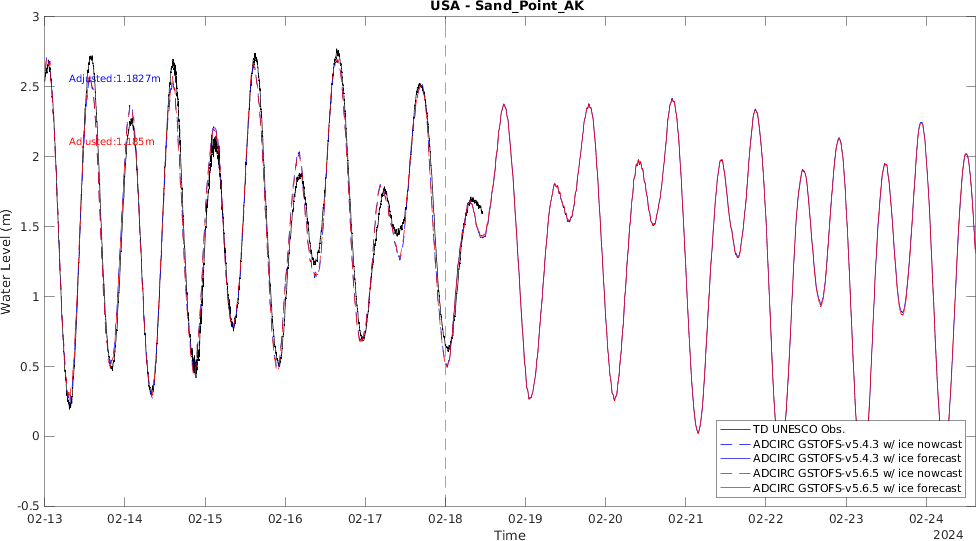 USA - Sand_Point_AK
3
2.5
2
1.5
1
0.5
0
-0.5
Water Level (m)
Adjusted:1.1827m
Adjusted:1.185m
TD UNESCO Obs.
ADCIRC GSTOFS-v5.4.3 w/ ice nowcast
ADCIRC GSTOFS-v5.4.3 w/ ice forecast
ADCIRC GSTOFS-v5.6.5 w/ ice nowcast
ADCIRC GSTOFS-v5.6.5 w/ ice forecast
02-13 02-14 02-15 02-16 02-17 02-18 02-19 02-20 02-21 02-22 02-23 02-24
Time
2024